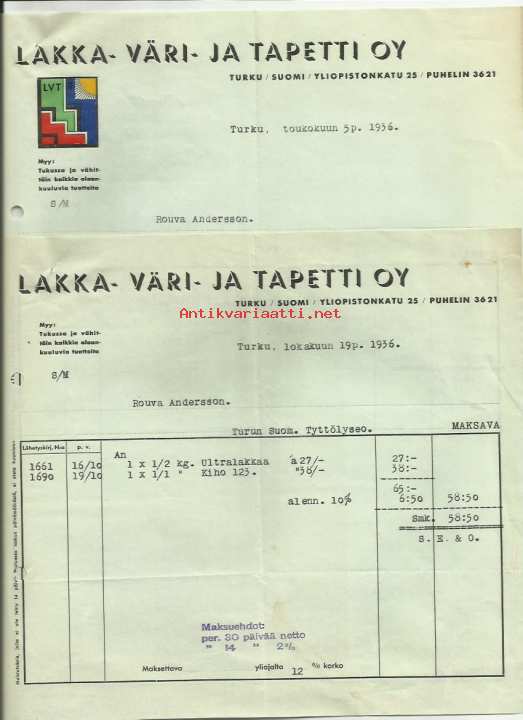 LAKKA- VÄRI- JA TAPETTI OY
TURKU / SUOMI / YLIOPISTONKATU 25 / PUHELIN 3621
LVT
Turku, toukokuun 5p. 1936.
Myy:
Tukussa ja vähit-
täin kaikkia alaan-
kuuluvia tuotteita
S/M
Rouva Andersson.
LAKKA- VÄRI- JA TAPETTI OY
TURKU / SUOMI / YLIOPISTONKATU 25 / PUHELIN 3621
Antikvariaatti.net
Myy:
Tukussa ja vähit-
täin kaikkia alaan-
kuuluvia tuotteita
Turku, lokakuun 19p. 1936.
S/M
Rouva Andersson.
Turun Suom. Tyttölyseo. MAKSAVA
Lähetyskirj. N:o p. v.
An
1661 16/10 1 x 1/2 kg. Ultralakkaa à 27/- 27:-
1690 19/10 1 x 1/1 " Kiho 123. "38/- 38:-
65:-
alenn. 10% 6:50 58:50
Smk. 58:50
S. E. & O.
Maksuehdot:
per. 30 päivää netto
" 14 " 2%
Maksettava yliajalta 12 % korko